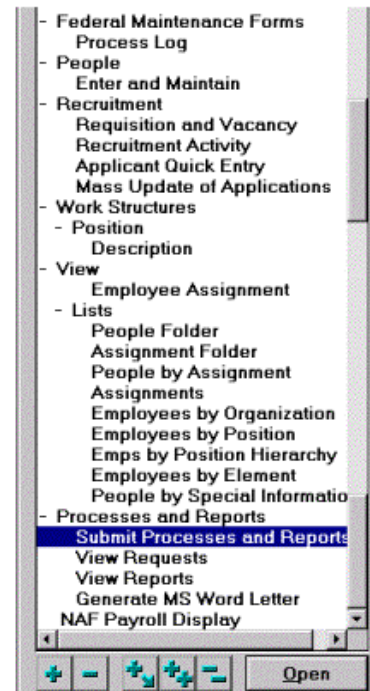 - Federal Maintenance Forms
Process Log
- People
Enter and Maintain
- Recruitment
Requisition and Vacancy
Recruitment Activity
Applicant Quick Entry
Mass Update of Applications
- Work Structures
- Position
Description
- View
Employee Assignment
- Lists
People Folder
Assignment Folder
People by Assignment
Assignments
Employees by Organization
Employees by Position
Emps by Position Hierarchy
Employees by Element
People by Special Informatio
- Processes and Reports
Submit Processes and Reports
View Requests
View Reports
Generate MS Word Letter
NAF Payroll Display
Open